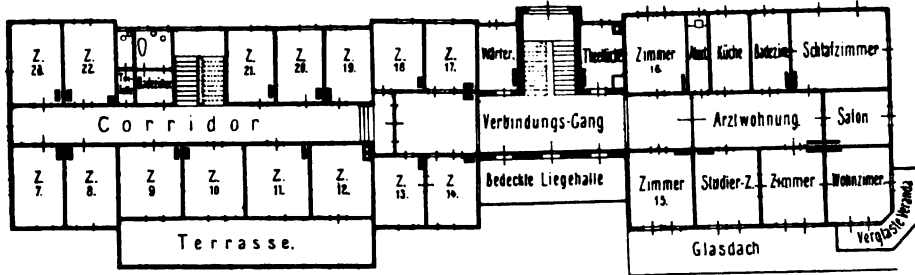 Z. 23.
Z. 22.
Z. 21.
Z. 20.
Z. 19.
Z. 18
Z. 17.
Wärter.
Theeküche
Zimmer 16.
Küche
Badezim.
Schlafzimmer
Corridor
Verbindungs-Gang
Arztwohnung.
Salon
Z. 7.
Z. 8.
Z. 9
Z. 10
Z. 11.
Z. 12.
Z. 13.
Z. 14.
Bedeckte Liegehalle
Zimmer 15.
Studier-Z.
Zimmer
Wohnzimer.
Terrasse.
Glasdach
Verglaste Veranda